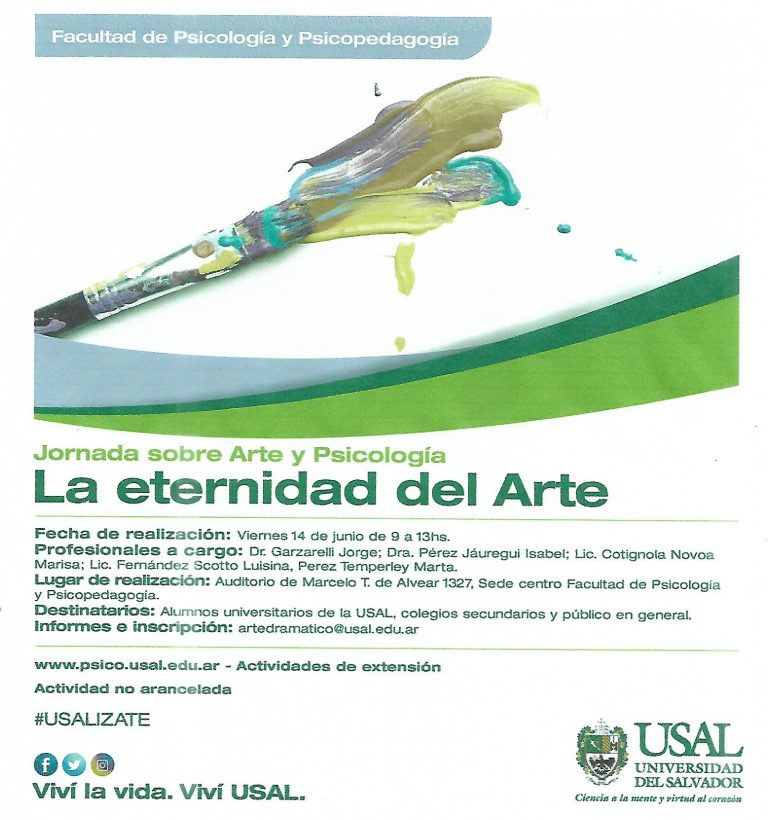 Facultad de Psicología y Psicopedagogía
Jornada sobre Arte y Psicología
La eternidad del Arte
Fecha de realización: Viernes 14 de junio de 9 a 13hs.
Profesionales a cargo: Dr. Garzarelli Jorge; Dra. Pérez Jáuregui Isabel; Lic. Cotignola Novoa
Marisa; Lic. Fernández Scotto Luisina, Perez Temperley Marta.
Lugar de realización: Auditorio de Marcelo T. de Alvear 1327, Sede centro Facultad de Psicología
y Psicopedagogía.
Destinatarios: Alumnos universitarios de la USAL, colegios secundarios y público en general.
Informes e inscripción: artedramatico@usal.edu.ar
www.psico.usal.edu.ar - Actividades de extensión
Actividad no arancelada
#USALIZATE
Viví la vida. Viví USAL.
USAL
UNIVERSIDAD
DEL SALVADOR
Ciencia a la mente y virtud al corazón